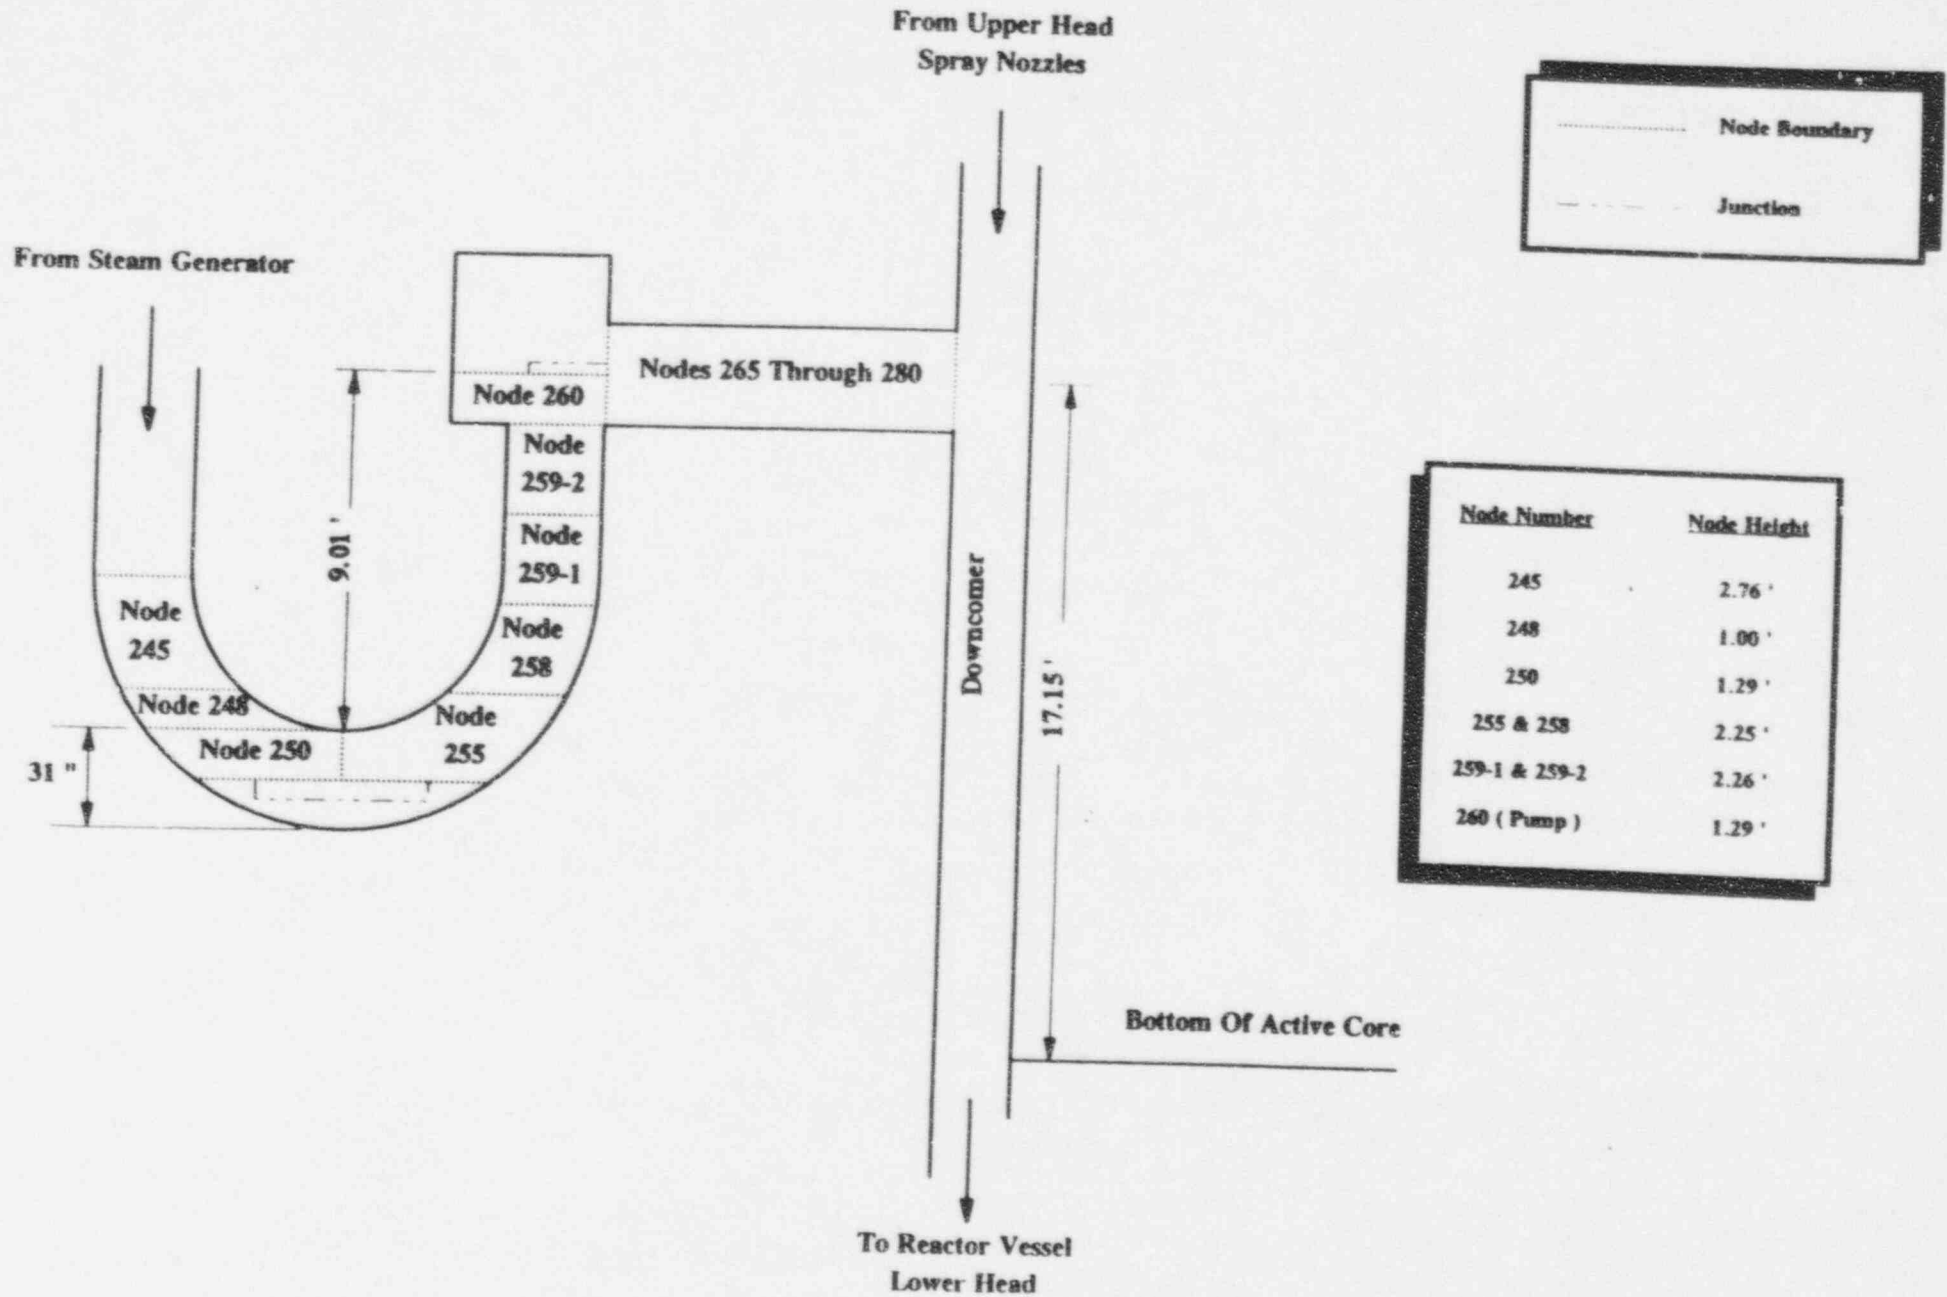 From Upper Head
Spray Nozzles
Node Boundary
Junction
From Steam Generator
Nodes 265 Through 280
Node 260
Node
259-2
Node
259-1
Node
258
Node
255
Node
245
Node 248
Node 250
9.01 '
31 "
Downcomer
17.15 '
Bottom Of Active Core
To Reactor Vessel
Lower Head
Node Number Node Height
245 2.76 '
248 1.00 '
250 1.29 '
255 & 258 2.25 '
259-1 & 259-2 2.26 '
260 ( Pump ) 1.29 '